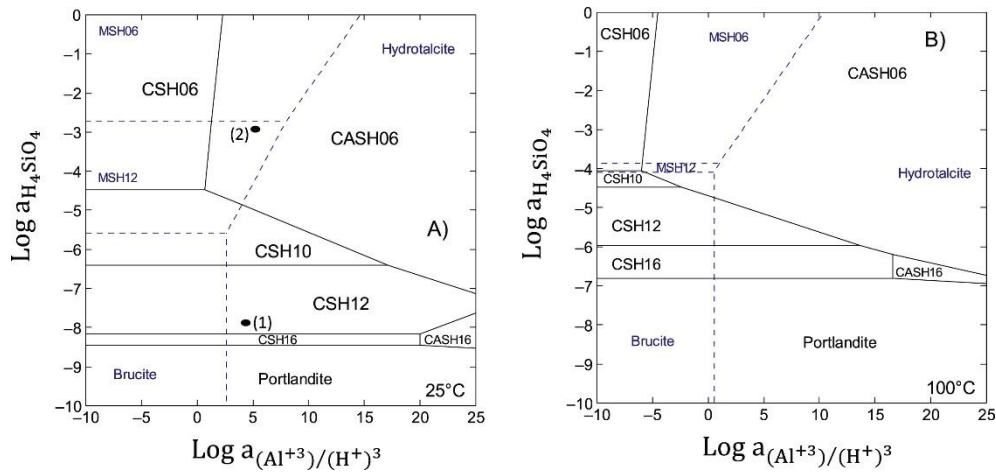 A)
0
−1
−2
−3
−4
−5
−6
−7
−8
−9
−10
−10
−5
0
5
10
15
20
25
Log a H₄SiO₄
Log a (Al⁺³)/(H⁺)³
MSH06
Hydrotalcite
CSH06
(2)
CASH06
MSH12
CSH10
CSH12
(1)
CSH16
CASH16
Brucite
Portlandite
25°C
B)
0
−1
−2
−3
−4
−5
−6
−7
−8
−9
−10
−10
−5
0
5
10
15
20
25
Log a H₄SiO₄
Log a (Al⁺³)/(H⁺)³
CSH06
MSH06
CASH06
MSH12
CSH10
Hydrotalcite
CSH12
CSH16
CASH16
Brucite
Portlandite
100°C